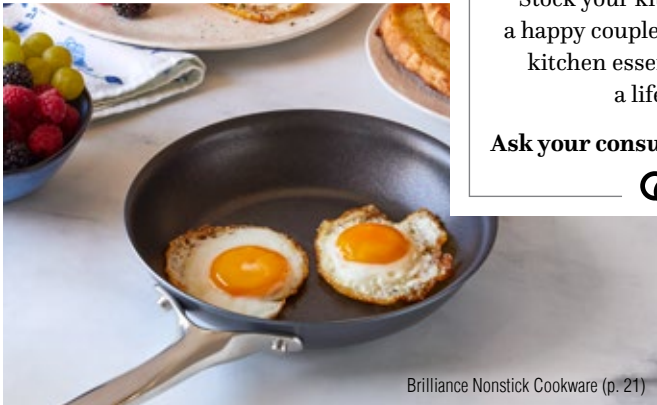 Stock your
a happy couple
kitchen
a
Ask your
Brilliance Nonstick Cookware (p. 21)